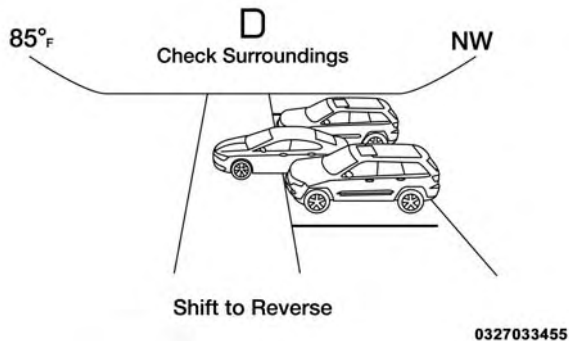 D
85°F
Check Surroundings
NW
Shift to Reverse
0327033455